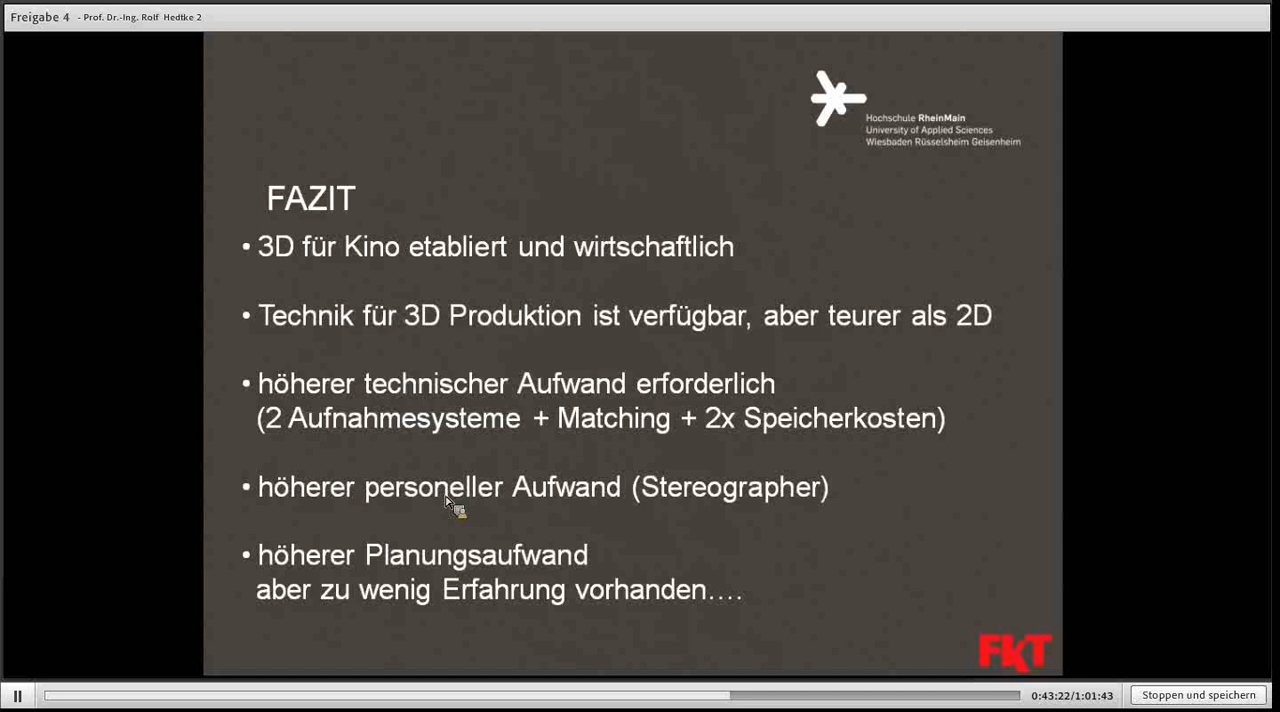 Freigabe 4 - Prof. Dr.-Ing. Rolf Hedtke 2
Hochschule RheinMain
University of Applied Sciences
Wiesbaden Rüsselsheim Geisenheim
FAZIT
• 3D für Kino etabliert und wirtschaftlich
• Technik für 3D Produktion ist verfügbar, aber teurer als 2D
• höherer technischer Aufwand erforderlich
(2 Aufnahmesysteme + Matching + 2x Speicherkosten)
• höherer personeller Aufwand (Stereographer)
• höherer Planungsaufwand
aber zu wenig Erfahrung vorhanden....
FKT
0:43:22/1:01:43 Stoppen und speichern